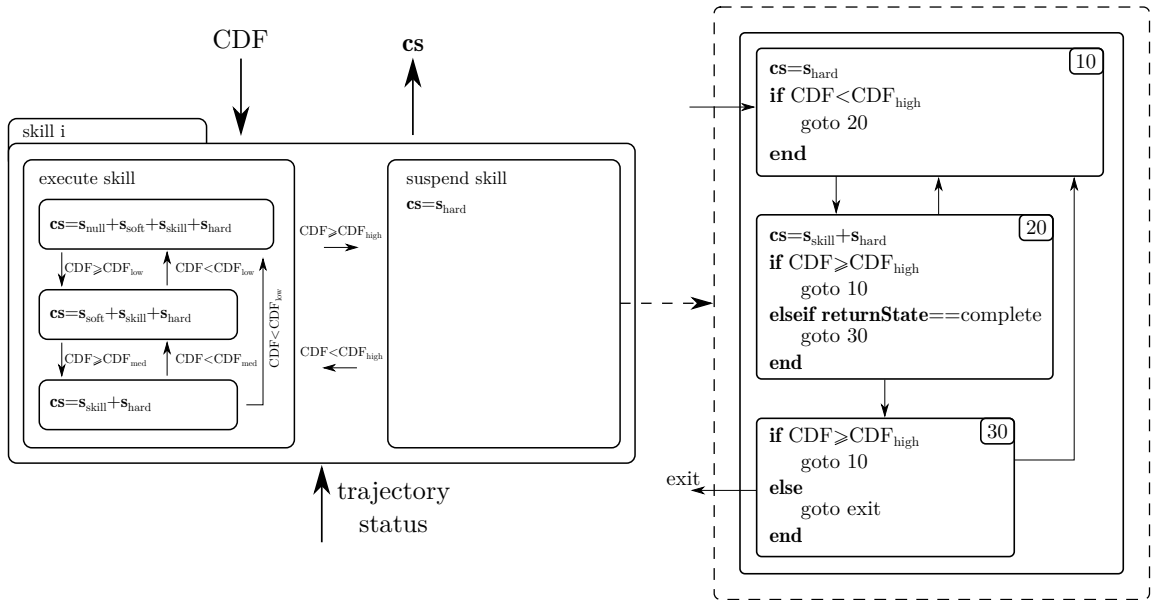 CDF
cs
skill i
execute skill
cs=s_null+s_soft+s_skill+s_hard
CDF⩾CDF_low
CDF<CDF_low
cs=s_soft+s_skill+s_hard
CDF⩾CDF_med
CDF<CDF_med
cs=s_skill+s_hard
CDF<CDF_low
CDF⩾CDF_high
CDF<CDF_high
suspend skill
cs=s_hard
trajectory
status
10
cs=s_hard
if CDF<CDF_high
goto 20
end
20
cs=s_skill+s_hard
if CDF⩾CDF_high
goto 10
elseif returnState==complete
goto 30
end
30
if CDF⩾CDF_high
goto 10
else
goto exit
end
exit